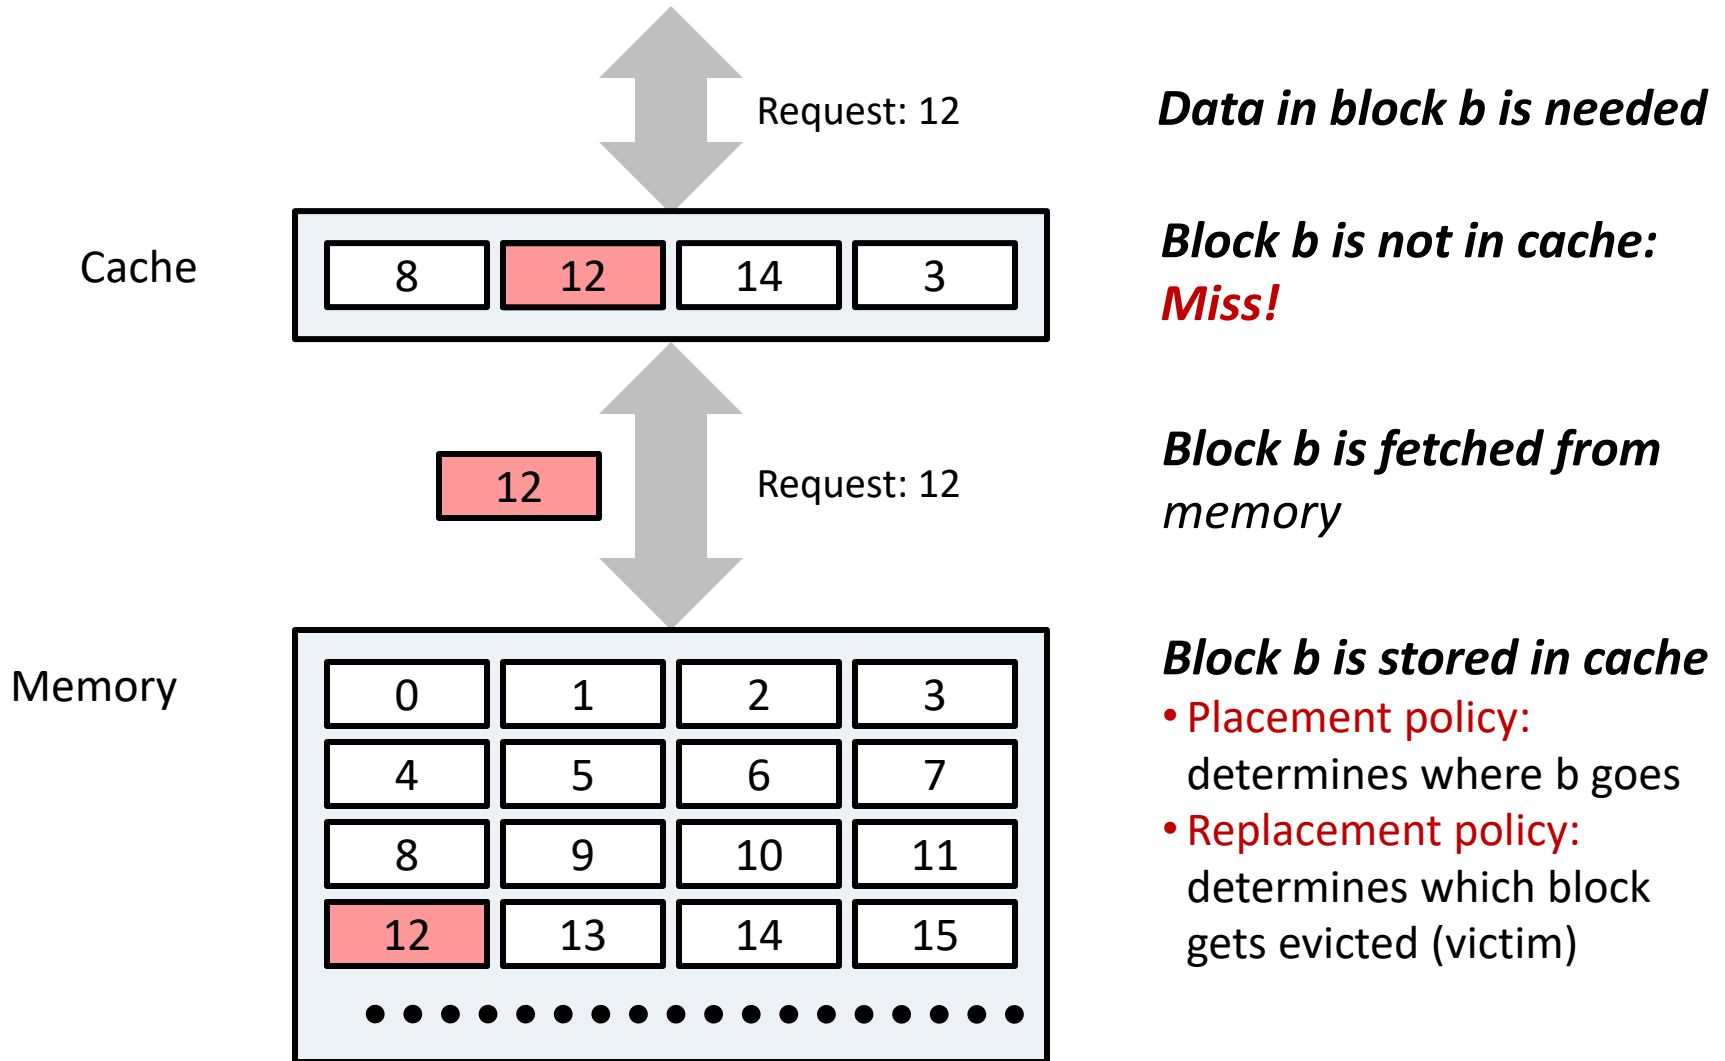 Request: 12
Data in block b is needed
Cache
8 12 14 3
Block b is not in cache:
Miss!
12
Request: 12
Block b is fetched from
memory
Memory
0 1 2 3
4 5 6 7
8 9 10 11
12 13 14 15
Block b is stored in cache
• Placement policy:
determines where b goes
• Replacement policy:
determines which block
gets evicted (victim)